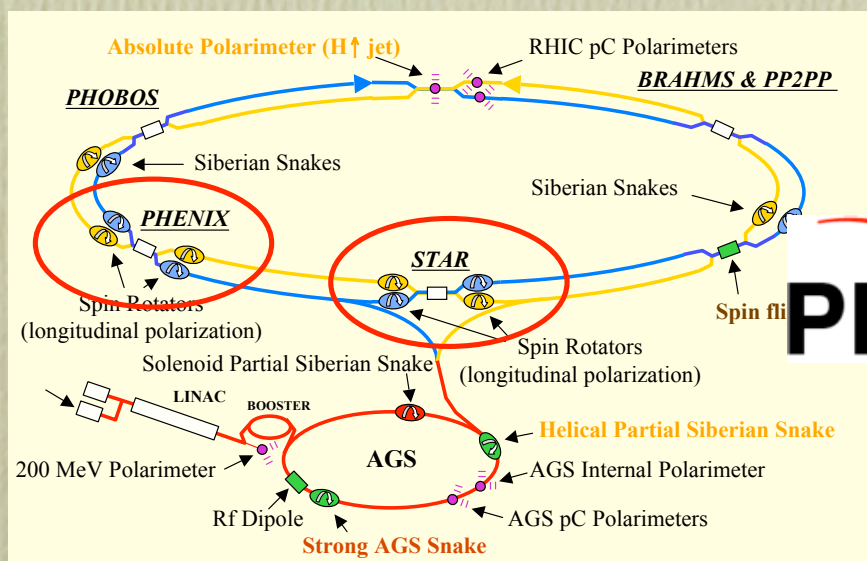 Absolute Polarimeter (H↑ jet)
RHIC pC Polarimeters
BRAHMS & PP2PP
PHOBOS
Siberian Snakes
Siberian Snakes
PHENIX
STAR
Spin Rotators
(longitudinal polarization)
Spin
Spin Rotators
(longitudinal polarization)
Solenoid Partial Siberian Snake
LINAC
BOOSTER
AGS
Helical Partial Siberian Snake
200 MeV Polarimeter
AGS Internal Polarimeter
Rf Dipole
AGS pC Polarimeters
Strong AGS Snake